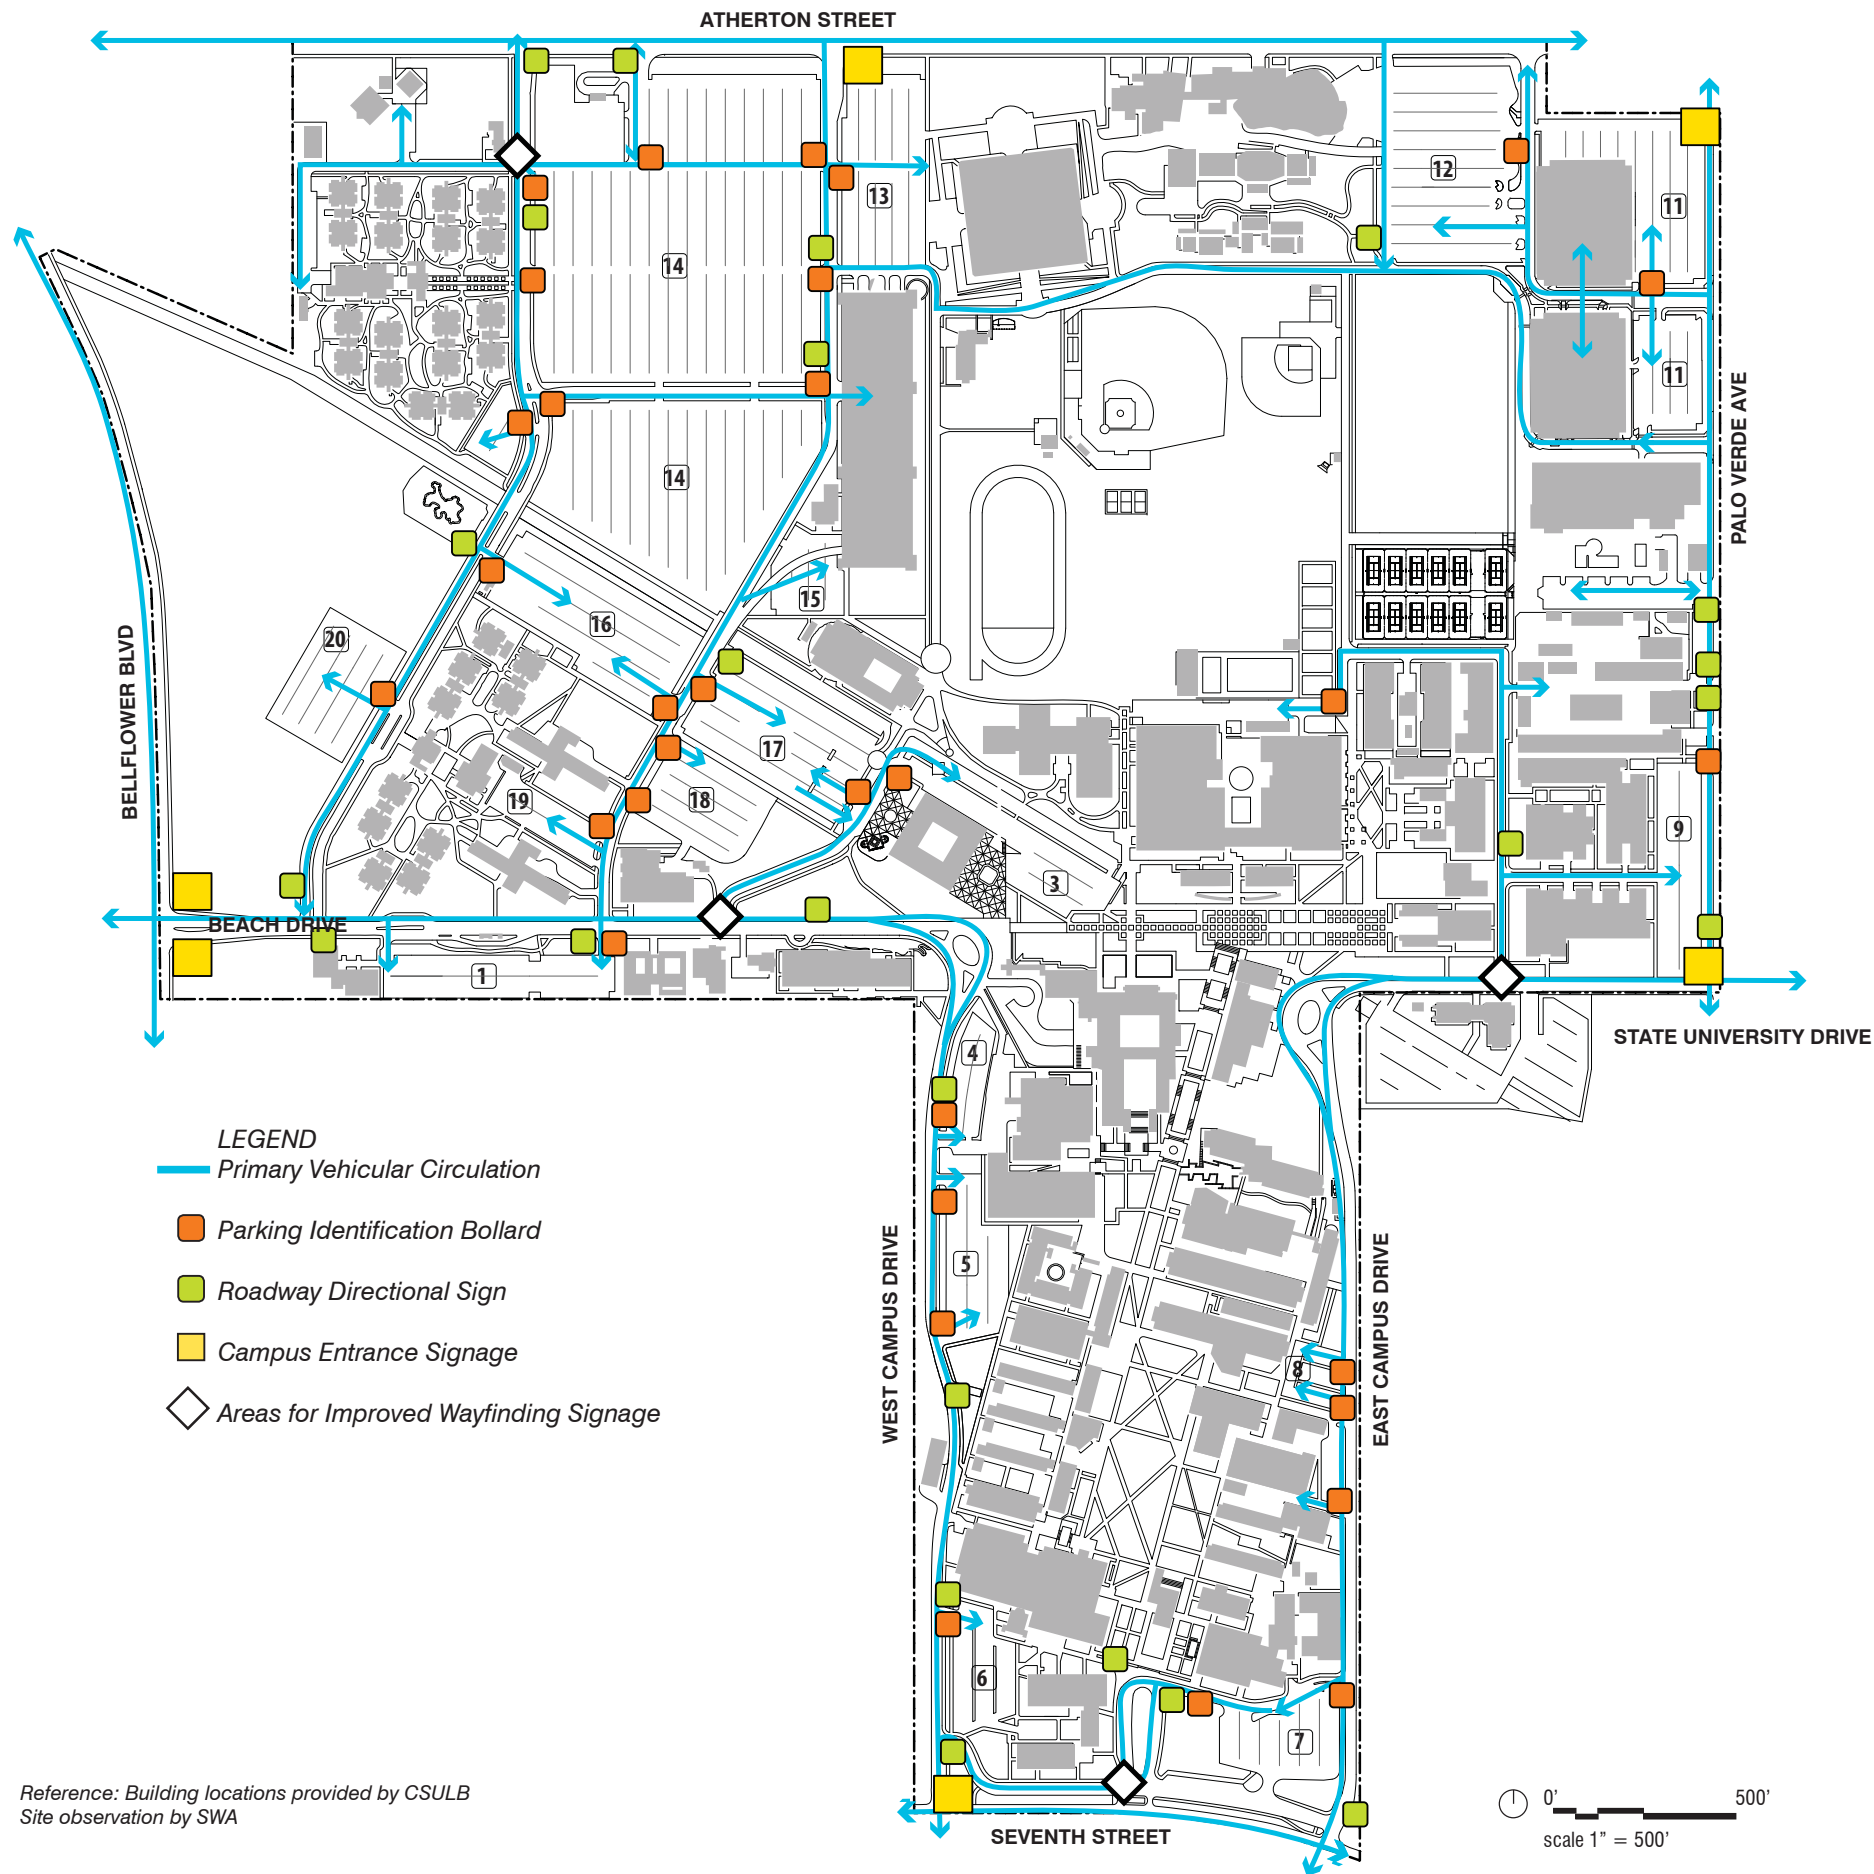 ATHERTON STREET
12
13
11
14
11
PALO VERDE AVE
14
15
16
20
BELLFLOWER BLVD
17
19
18
9
3
BEACH DRIVE
1
STATE UNIVERSITY DRIVE
4
LEGEND
Primary Vehicular Circulation
Parking Identification Bollard
Roadway Directional Sign
Campus Entrance Signage
Areas for Improved Wayfinding Signage
WEST CAMPUS DRIVE
5
EAST CAMPUS DRIVE
8
6
7
Reference: Building locations provided by CSULB
Site observation by SWA
SEVENTH STREET
0’ 500’
scale 1” = 500’